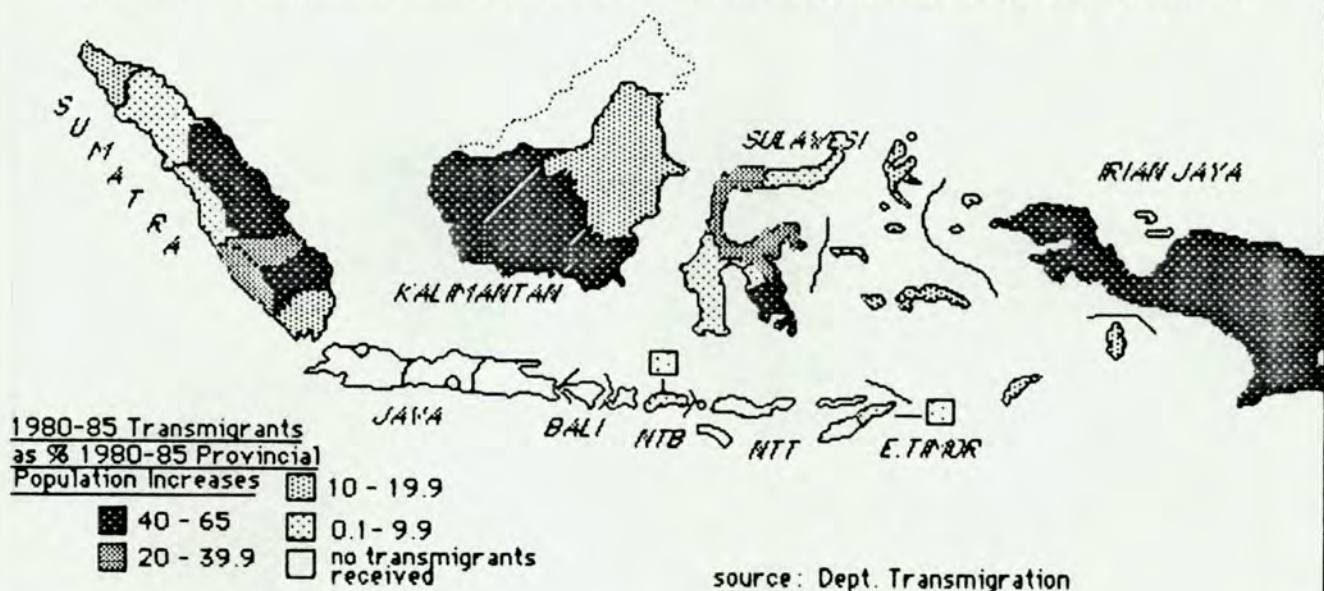 SUMATRA
SULAWESI
IRIAN JAYA
KALIMANTAN
JAVA
BALI
NTB
NTT
E.TIMOR
1980-85 Transmigrants
as % 1980-85 Provincial
Population Increases
40 - 65
20 - 39.9
10 - 19.9
0.1 - 9.9
no transmigrants
received
source: Dept. Transmigration